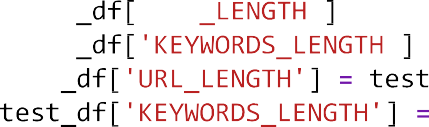 _df[ _LENGTH ]
_df['KEYWORDS_LENGTH ]
_df['URL_LENGTH'] = test
test_df['KEYWORDS_LENGTH'] =